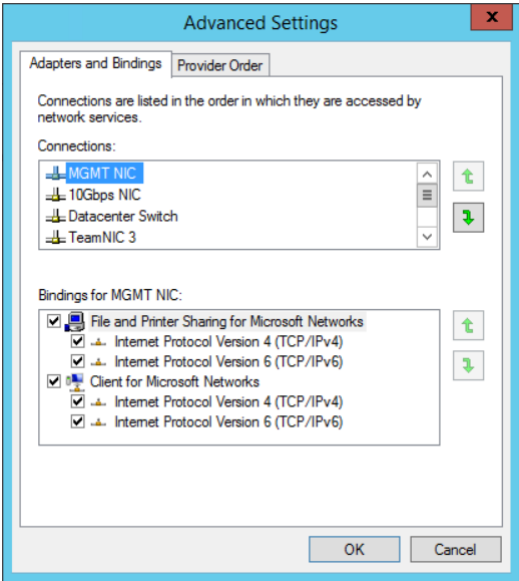 Advanced Settings
x
Adapters and Bindings Provider Order
Connections are listed in the order in which they are accessed by
network services.
Connections:
MGMT NIC
10Gbps NIC
Datacenter Switch
TeamNIC 3
Bindings for MGMT NIC:
File and Printer Sharing for Microsoft Networks
Internet Protocol Version 4 (TCP/IPv4)
Internet Protocol Version 6 (TCP/IPv6)
Client for Microsoft Networks
Internet Protocol Version 4 (TCP/IPv4)
Internet Protocol Version 6 (TCP/IPv6)
OK Cancel